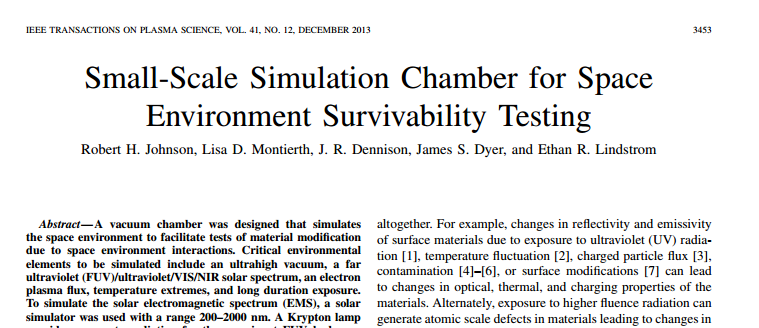 IEEE TRANSACTIONS ON PLASMA SCIENCE, VOL. 41, NO. 12, DECEMBER 2013
3453
Small-Scale Simulation Chamber for Space
Environment Survivability Testing
Robert H. Johnson, Lisa D. Montierth, J. R. Dennison, James S. Dyer, and Ethan R. Lindstrom
Abstract—A vacuum chamber was designed that simulates
the space environment to facilitate tests of material modification
due to space environment interactions. Critical environmental
elements to be simulated include an ultrahigh vacuum, a far
ultraviolet (FUV)/ultraviolet/VIS/NIR solar spectrum, an electron
plasma flux, temperature extremes, and long duration exposure.
To simulate the solar electromagnetic spectrum (EMS), a solar
simulator was used with a range 200–2000 nm. A Krypton lamp
altogether. For example, changes in reflectivity and emissivity
of surface materials due to exposure to ultraviolet (UV) radia-
tion [1], temperature fluctuation [2], charged particle flux [3],
contamination [4]–[6], or surface modifications [7] can lead
to changes in optical, thermal, and charging properties of the
materials. Alternately, exposure to higher fluence radiation can
generate atomic scale defects in materials leading to changes in